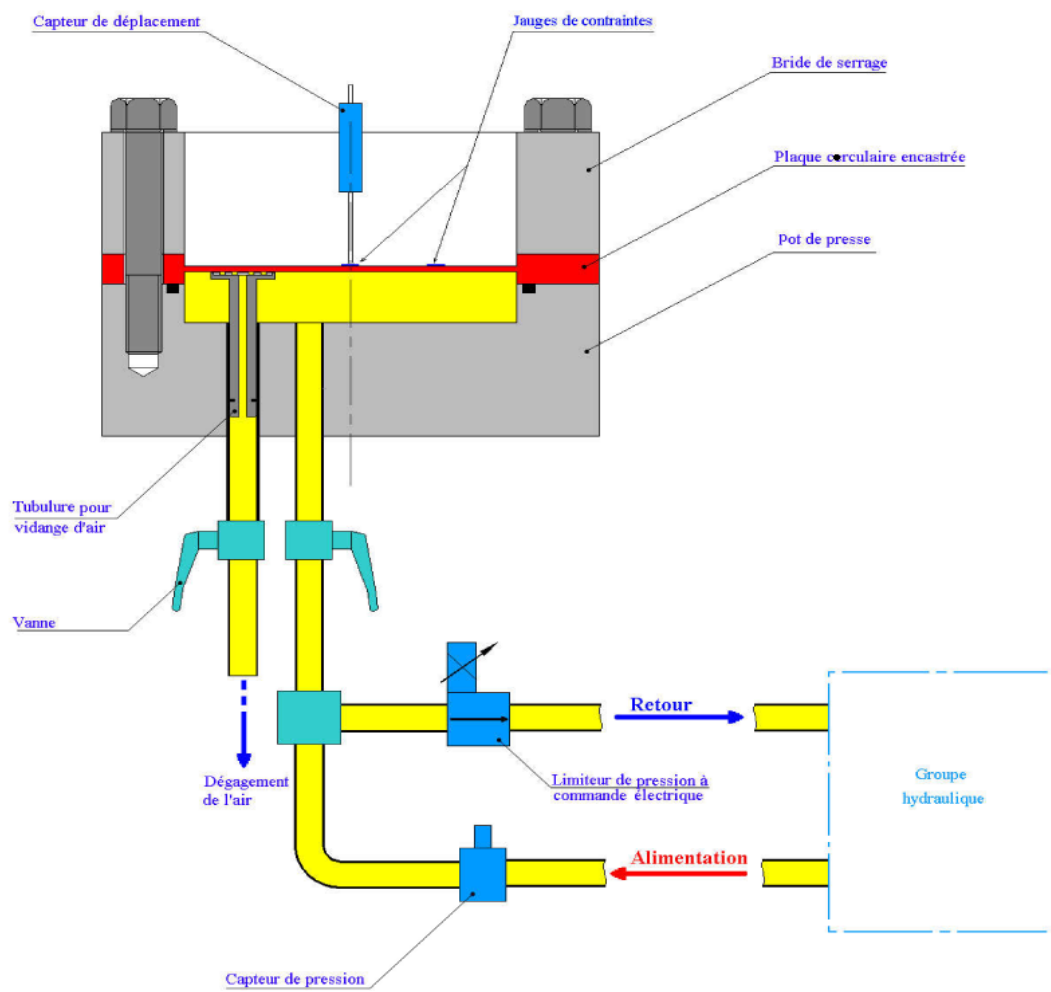 Capteur de déplacement
Jauges de contraintes
Bride de serrage
Plaque circulaire encastrée
Pot de presse
Tubulure pour
vidange d'air
Vanne
Retour
Dégagement
de l'air
Limiteur de pression à
commande électrique
Groupe
hydraulique
Alimentation
Capteur de pression